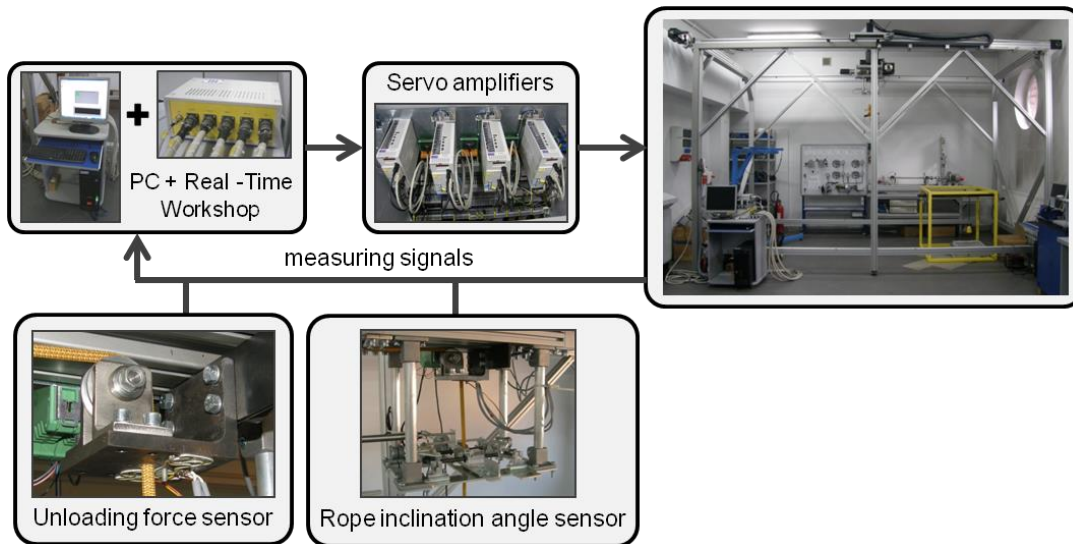 Servo amplifiers
PC + Real -Time
Workshop
measuring signals
Unloading force sensor
Rope inclination angle sensor